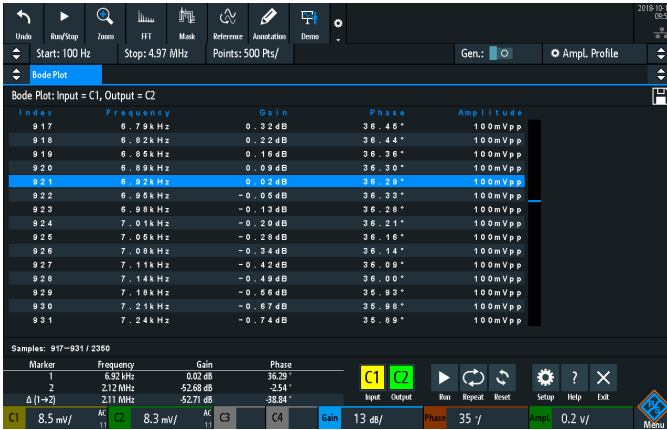 2018-10-1
09:5
Undo Run/Stop Zoom FFT Mask Reference Annotation Demo
Start: 100 Hz Stop: 4.97 MHz Points: 500 Pts/ Gen.: Ampl. Profile
Bode Plot
Bode Plot: Input = C1, Output = C2
Index Frequency Gain Phase Amplitude
917 6.79kHz 0.32dB 36.45° 100mVpp
918 6.82kHz 0.22dB 36.44° 100mVpp
919 6.85kHz 0.16dB 36.36° 100mVpp
920 6.89kHz 0.09dB 36.30° 100mVpp
921 6.92kHz 0.02dB 36.29° 100mVpp
922 6.95kHz -0.05dB 36.33° 100mVpp
923 6.98kHz -0.13dB 36.28° 100mVpp
924 7.01kHz -0.20dB 36.21° 100mVpp
925 7.05kHz -0.28dB 36.16° 100mVpp
926 7.08kHz -0.34dB 36.14° 100mVpp
927 7.11kHz -0.42dB 36.09° 100mVpp
928 7.14kHz -0.49dB 36.00° 100mVpp
929 7.18kHz -0.56dB 35.93° 100mVpp
930 7.21kHz -0.67dB 35.98° 100mVpp
931 7.24kHz -0.74dB 35.89° 100mVpp
Samples: 917-931 / 2350
Marker Frequency Gain Phase
1 6.92 kHz 0.02 dB 36.29°
2 2.12 MHz -52.68 dB -2.54°
Δ (1→2) 2.11 MHz -52.71 dB -38.84°
C1 C2
Input Output Run Repeat Reset Setup Help Exit
C1 8.5 mV/ AC 1:1 C2 8.3 mV/ AC 1:1 C3 C4 Gain 13 dB/ Phase 35 °/ Ampl. 0.2 V/ Menu